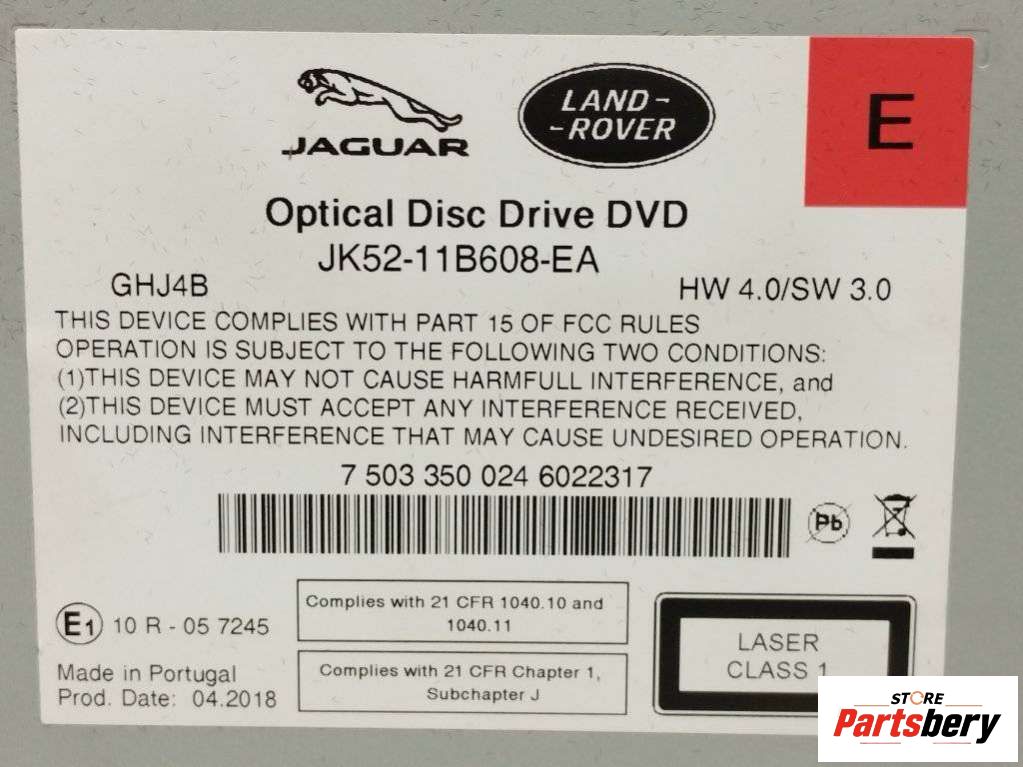 JAGUAR
LAND-
-ROVER
E
Optical Disc Drive DVD
JK52-11B608-EA
GHJ4B
HW 4.0/SW 3.0
THIS DEVICE COMPLIES WITH PART 15 OF FCC RULES
OPERATION IS SUBJECT TO THE FOLLOWING TWO CONDITIONS:
(1)THIS DEVICE MAY NOT CAUSE HARMFULL INTERFERENCE, and
(2)THIS DEVICE MUST ACCEPT ANY INTERFERENCE RECEIVED,
INCLUDING INTERFERENCE THAT MAY CAUSE UNDESIRED OPERATION.
7 503 350 024 6022317
Pb
E1 10 R - 05 7245
Made in Portugal
Prod. Date: 04.2018
Complies with 21 CFR 1040.10 and
1040.11
Complies with 21 CFR Chapter 1,
Subchapter J
LASER
CLASS 1
STORE
Partsbery